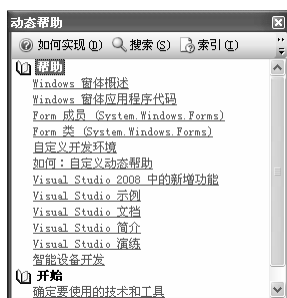 动态帮助
如何实现(D) 搜索(S) 索引(I)
帮助
Windows 窗体概述
Windows 窗体应用程序代码
Form 成员 (System.Windows.Forms)
Form 类 (System.Windows.Forms)
自定义开发环境
如何：自定义动态帮助
Visual Studio 2008 中的新增功能
Visual Studio 示例
Visual Studio 文档
Visual Studio 简介
Visual Studio 演练
智能设备开发
开始
确定要使用的技术和工具